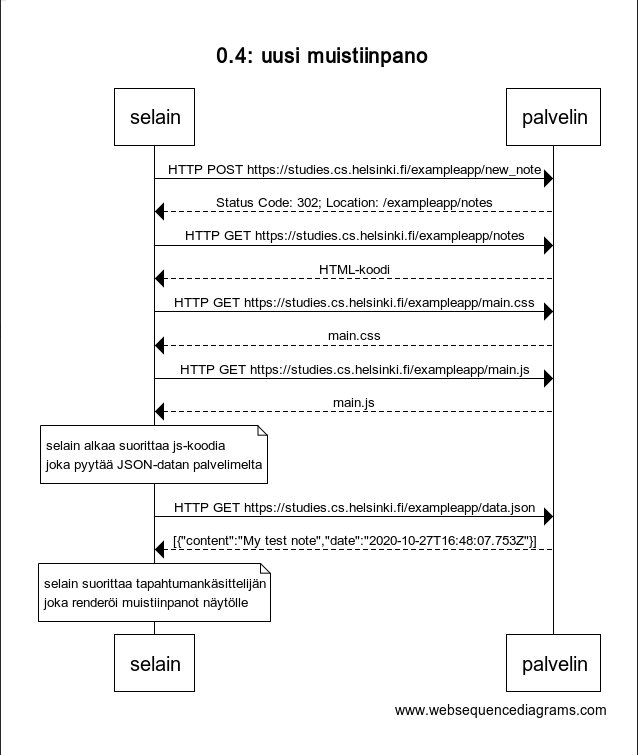 0.4: uusi muistiinpano
selain
palvelin
HTTP POST https://studies.cs.helsinki.fi/exampleapp/new_note
Status Code: 302; Location: /exampleapp/notes
HTTP GET https://studies.cs.helsinki.fi/exampleapp/notes
HTML-koodi
HTTP GET https://studies.cs.helsinki.fi/exampleapp/main.css
main.css
HTTP GET https://studies.cs.helsinki.fi/exampleapp/main.js
main.js
selain alkaa suorittaa js-koodia
joka pyytää JSON-datan palvelimelta
HTTP GET https://studies.cs.helsinki.fi/exampleapp/data.json
[{"content":"My test note","date":"2020-10-27T16:48:07.753Z"}]
selain suorittaa tapahtumankäsittelijän
joka renderöi muistiinpanot näytölle
selain
palvelin
www.websequencediagrams.com